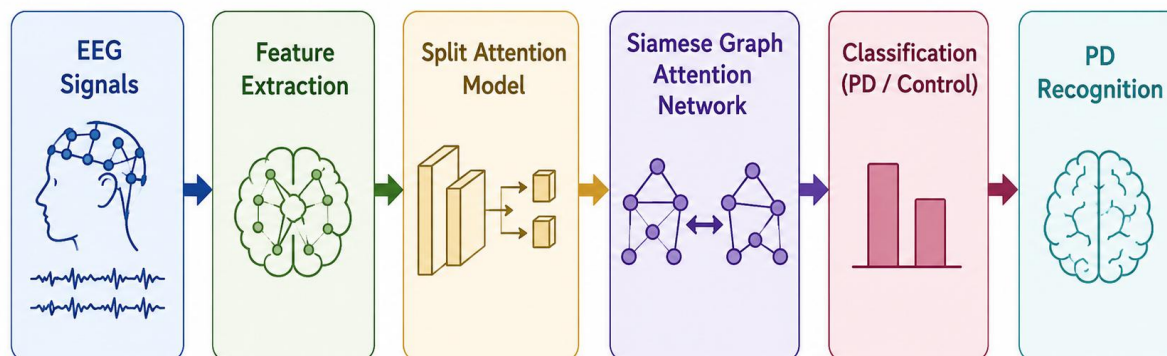 EEG
Signals
Feature
Extraction
Split Attention
Model
Siamese Graph
Attention
Network
Classification
(PD / Control)
PD
Recognition